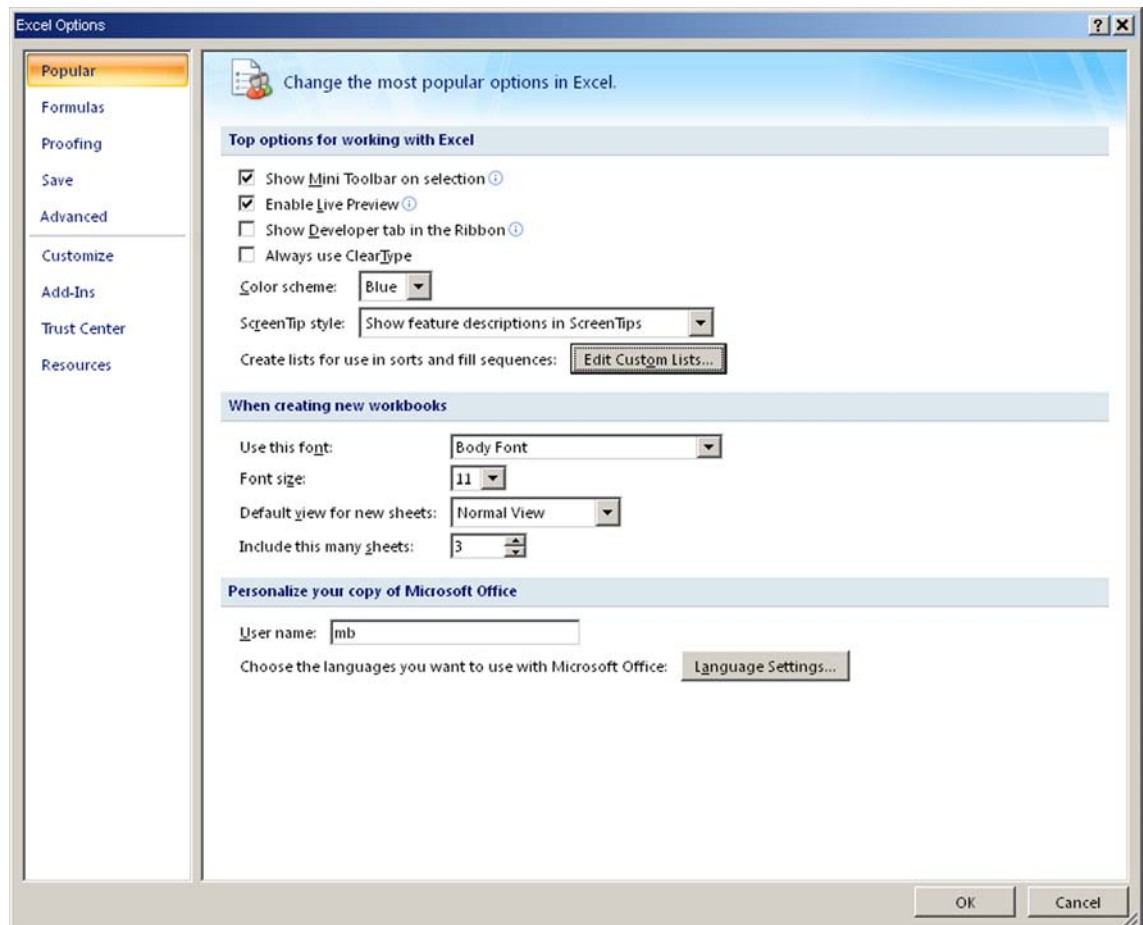 Excel Options
Popular
Formulas
Proofing
Save
Advanced
Customize
Add-Ins
Trust Center
Resources
Change the most popular options in Excel.
Top options for working with Excel
Show Mini Toolbar on selection
Enable Live Preview
Show Developer tab in the Ribbon
Always use ClearType
Color scheme: Blue
ScreenTip style: Show feature descriptions in ScreenTips
Create lists for use in sorts and fill sequences: Edit Custom Lists...
When creating new workbooks
Use this font: Body Font
Font size: 11
Default view for new sheets: Normal View
Include this many sheets: 3
Personalize your copy of Microsoft Office
User name: mb
Choose the languages you want to use with Microsoft Office: Language Settings...
OK Cancel